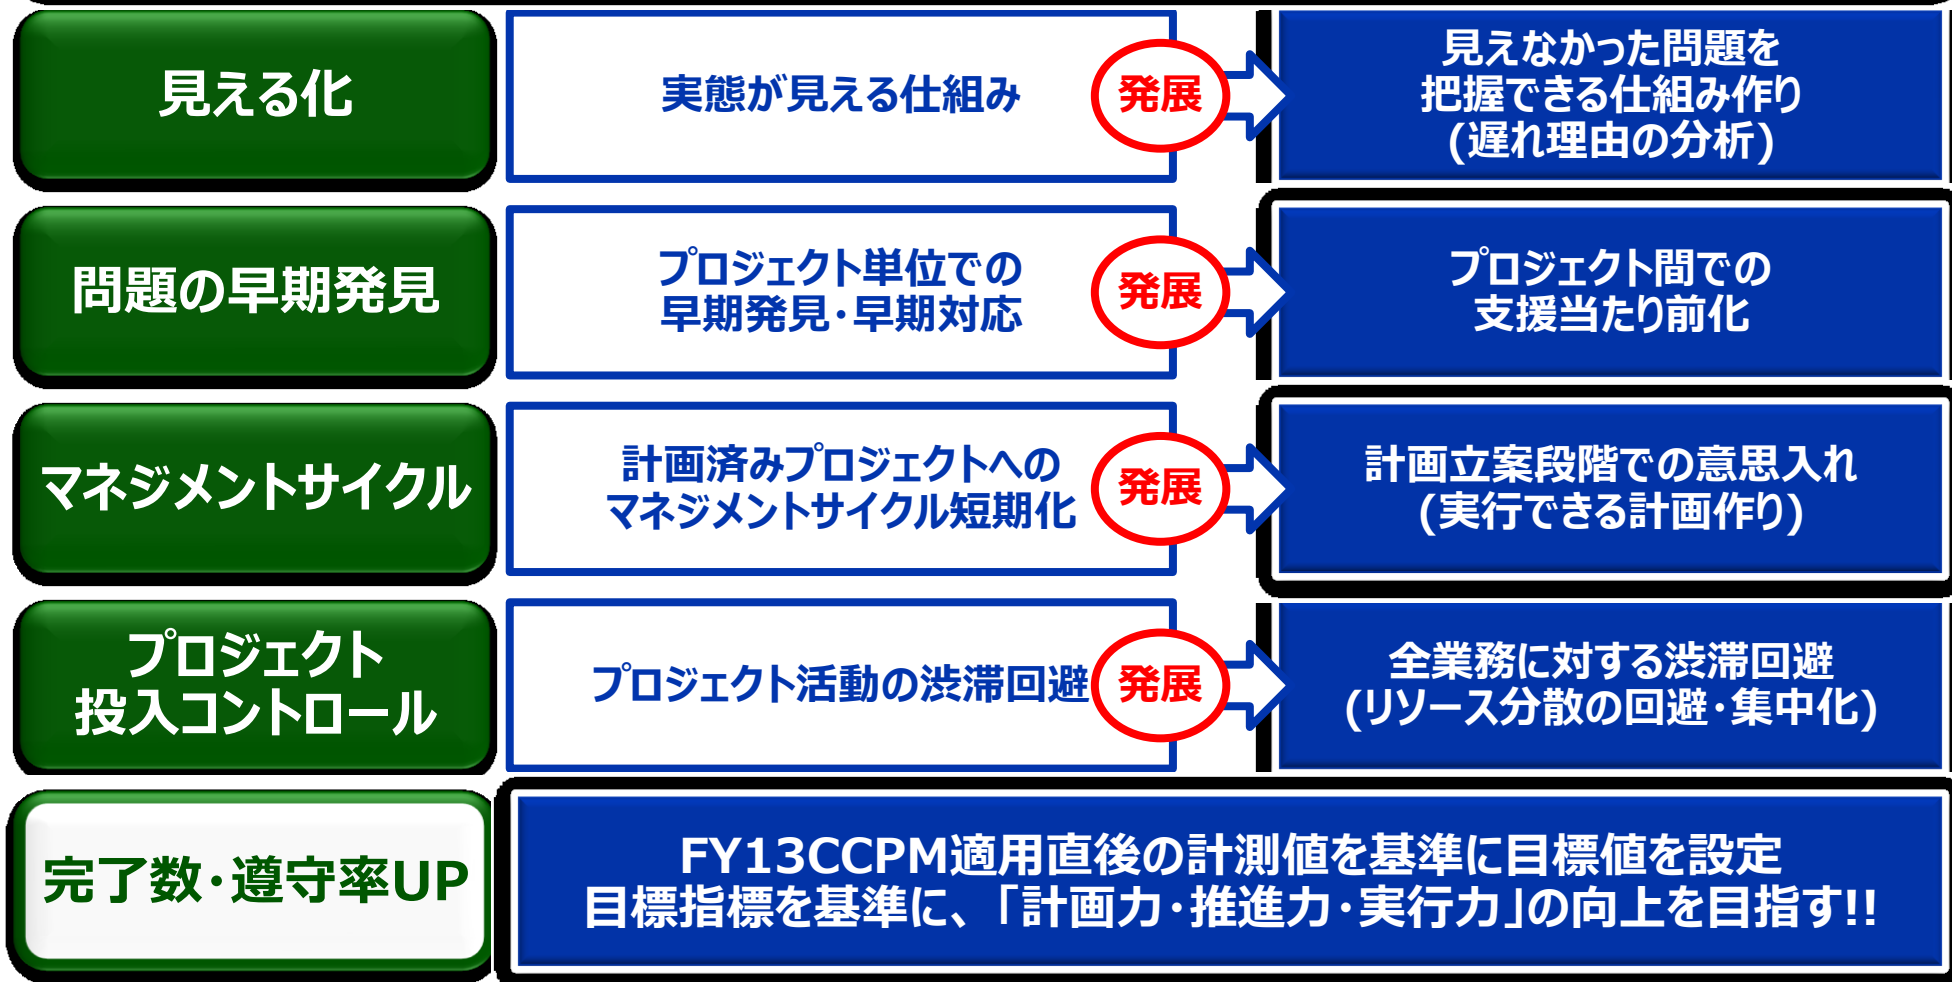 見える化
実態が見える仕組み
発展
見えなかった問題を
把握できる仕組み作り
(遅れ理由の分析)
問題の早期発見
プロジェクト単位での
早期発見・早期対応
発展
プロジェクト間での
支援当たり前化
マネジメントサイクル
計画済みプロジェクトへの
マネジメントサイクル短期化
発展
計画立案段階での意思入れ
(実行できる計画作り)
プロジェクト
投入コントロール
プロジェクト活動の渋滞回避
発展
全業務に対する渋滞回避
(リソース分散の回避・集中化)
完了数・遵守率UP
FY13CCPM適用直後の計測値を基準に目標値を設定
目標指標を基準に、「計画力・推進力・実行力」の向上を目指す!!